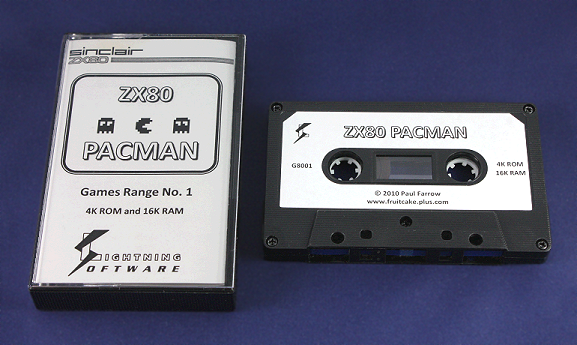 sinclair
ZX80
ZX80
PACMAN
Games Range No. 1
4K ROM and 16K RAM
LIGHTNING
SOFTWARE
ZX80 PACMAN
G8001
4K ROM
16K RAM
© 2010 Paul Farrow
www.fruitcake.plus.com